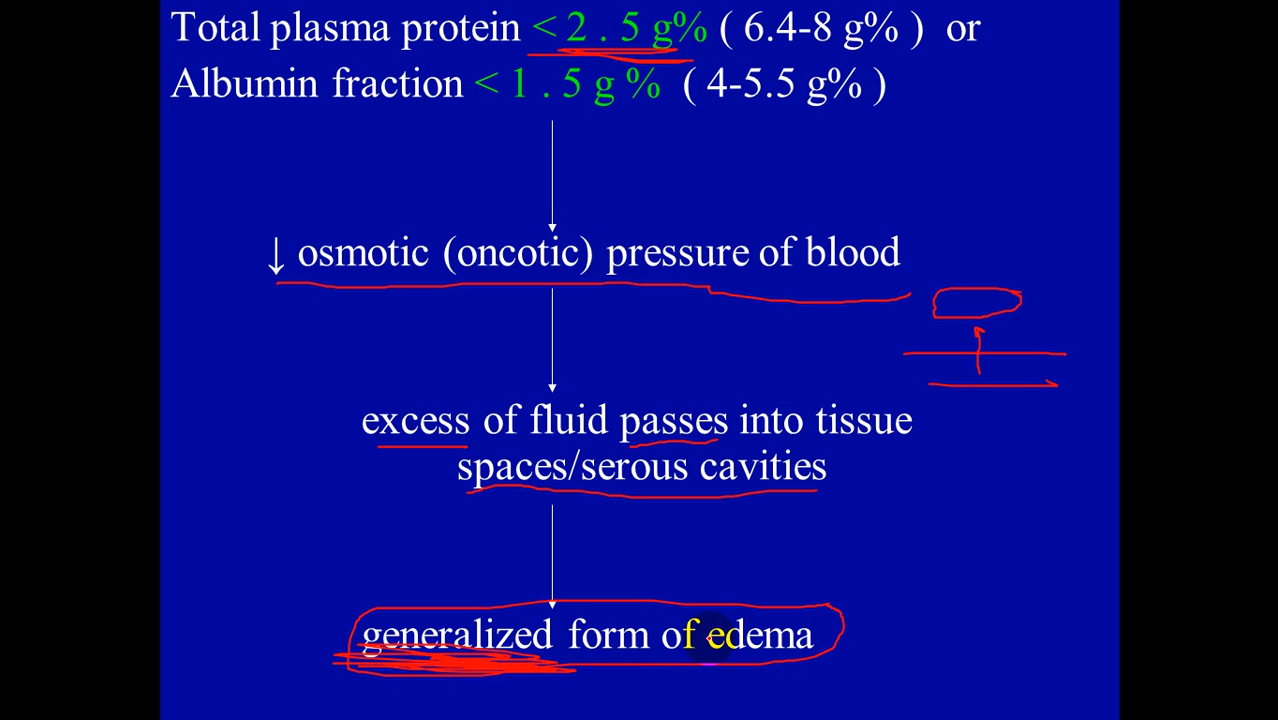 Total plasma protein < 2 . 5 g% ( 6.4-8 g% ) or
Albumin fraction < 1 . 5 g % ( 4-5.5 g% )
↓ osmotic (oncotic) pressure of blood
excess of fluid passes into tissue
spaces/serous cavities
generalized form of edema